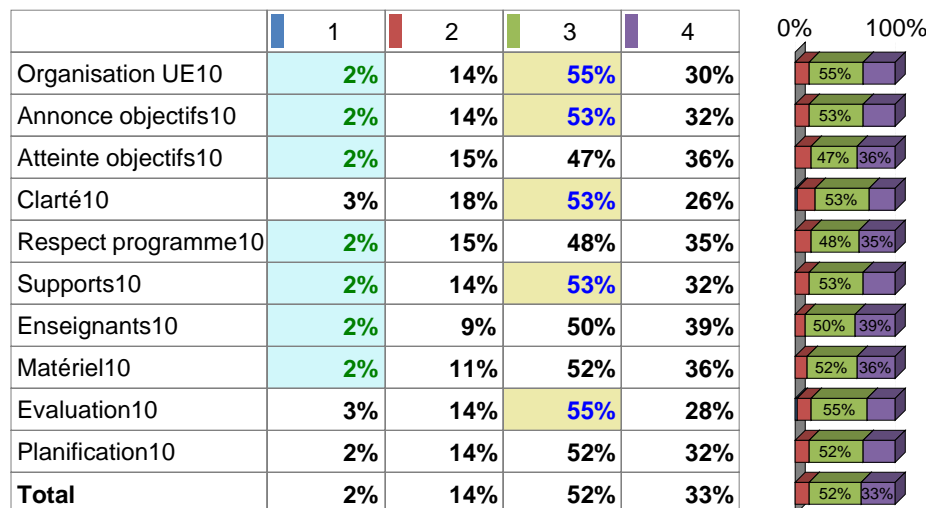 1 2 3 4 0% 100%
Organisation UE10 2% 14% 55% 30% 55%
Annonce objectifs10 2% 14% 53% 32% 53%
Atteinte objectifs10 2% 15% 47% 36% 47% 36%
Clarté10 3% 18% 53% 26% 53%
Respect programme10 2% 15% 48% 35% 48% 35%
Supports10 2% 14% 53% 32% 53%
Enseignants10 2% 9% 50% 39% 50% 39%
Matériel10 2% 11% 52% 36% 52% 36%
Evaluation10 3% 14% 55% 28% 55%
Planification10 2% 14% 52% 32% 52%
Total 2% 14% 52% 33% 52% 33%